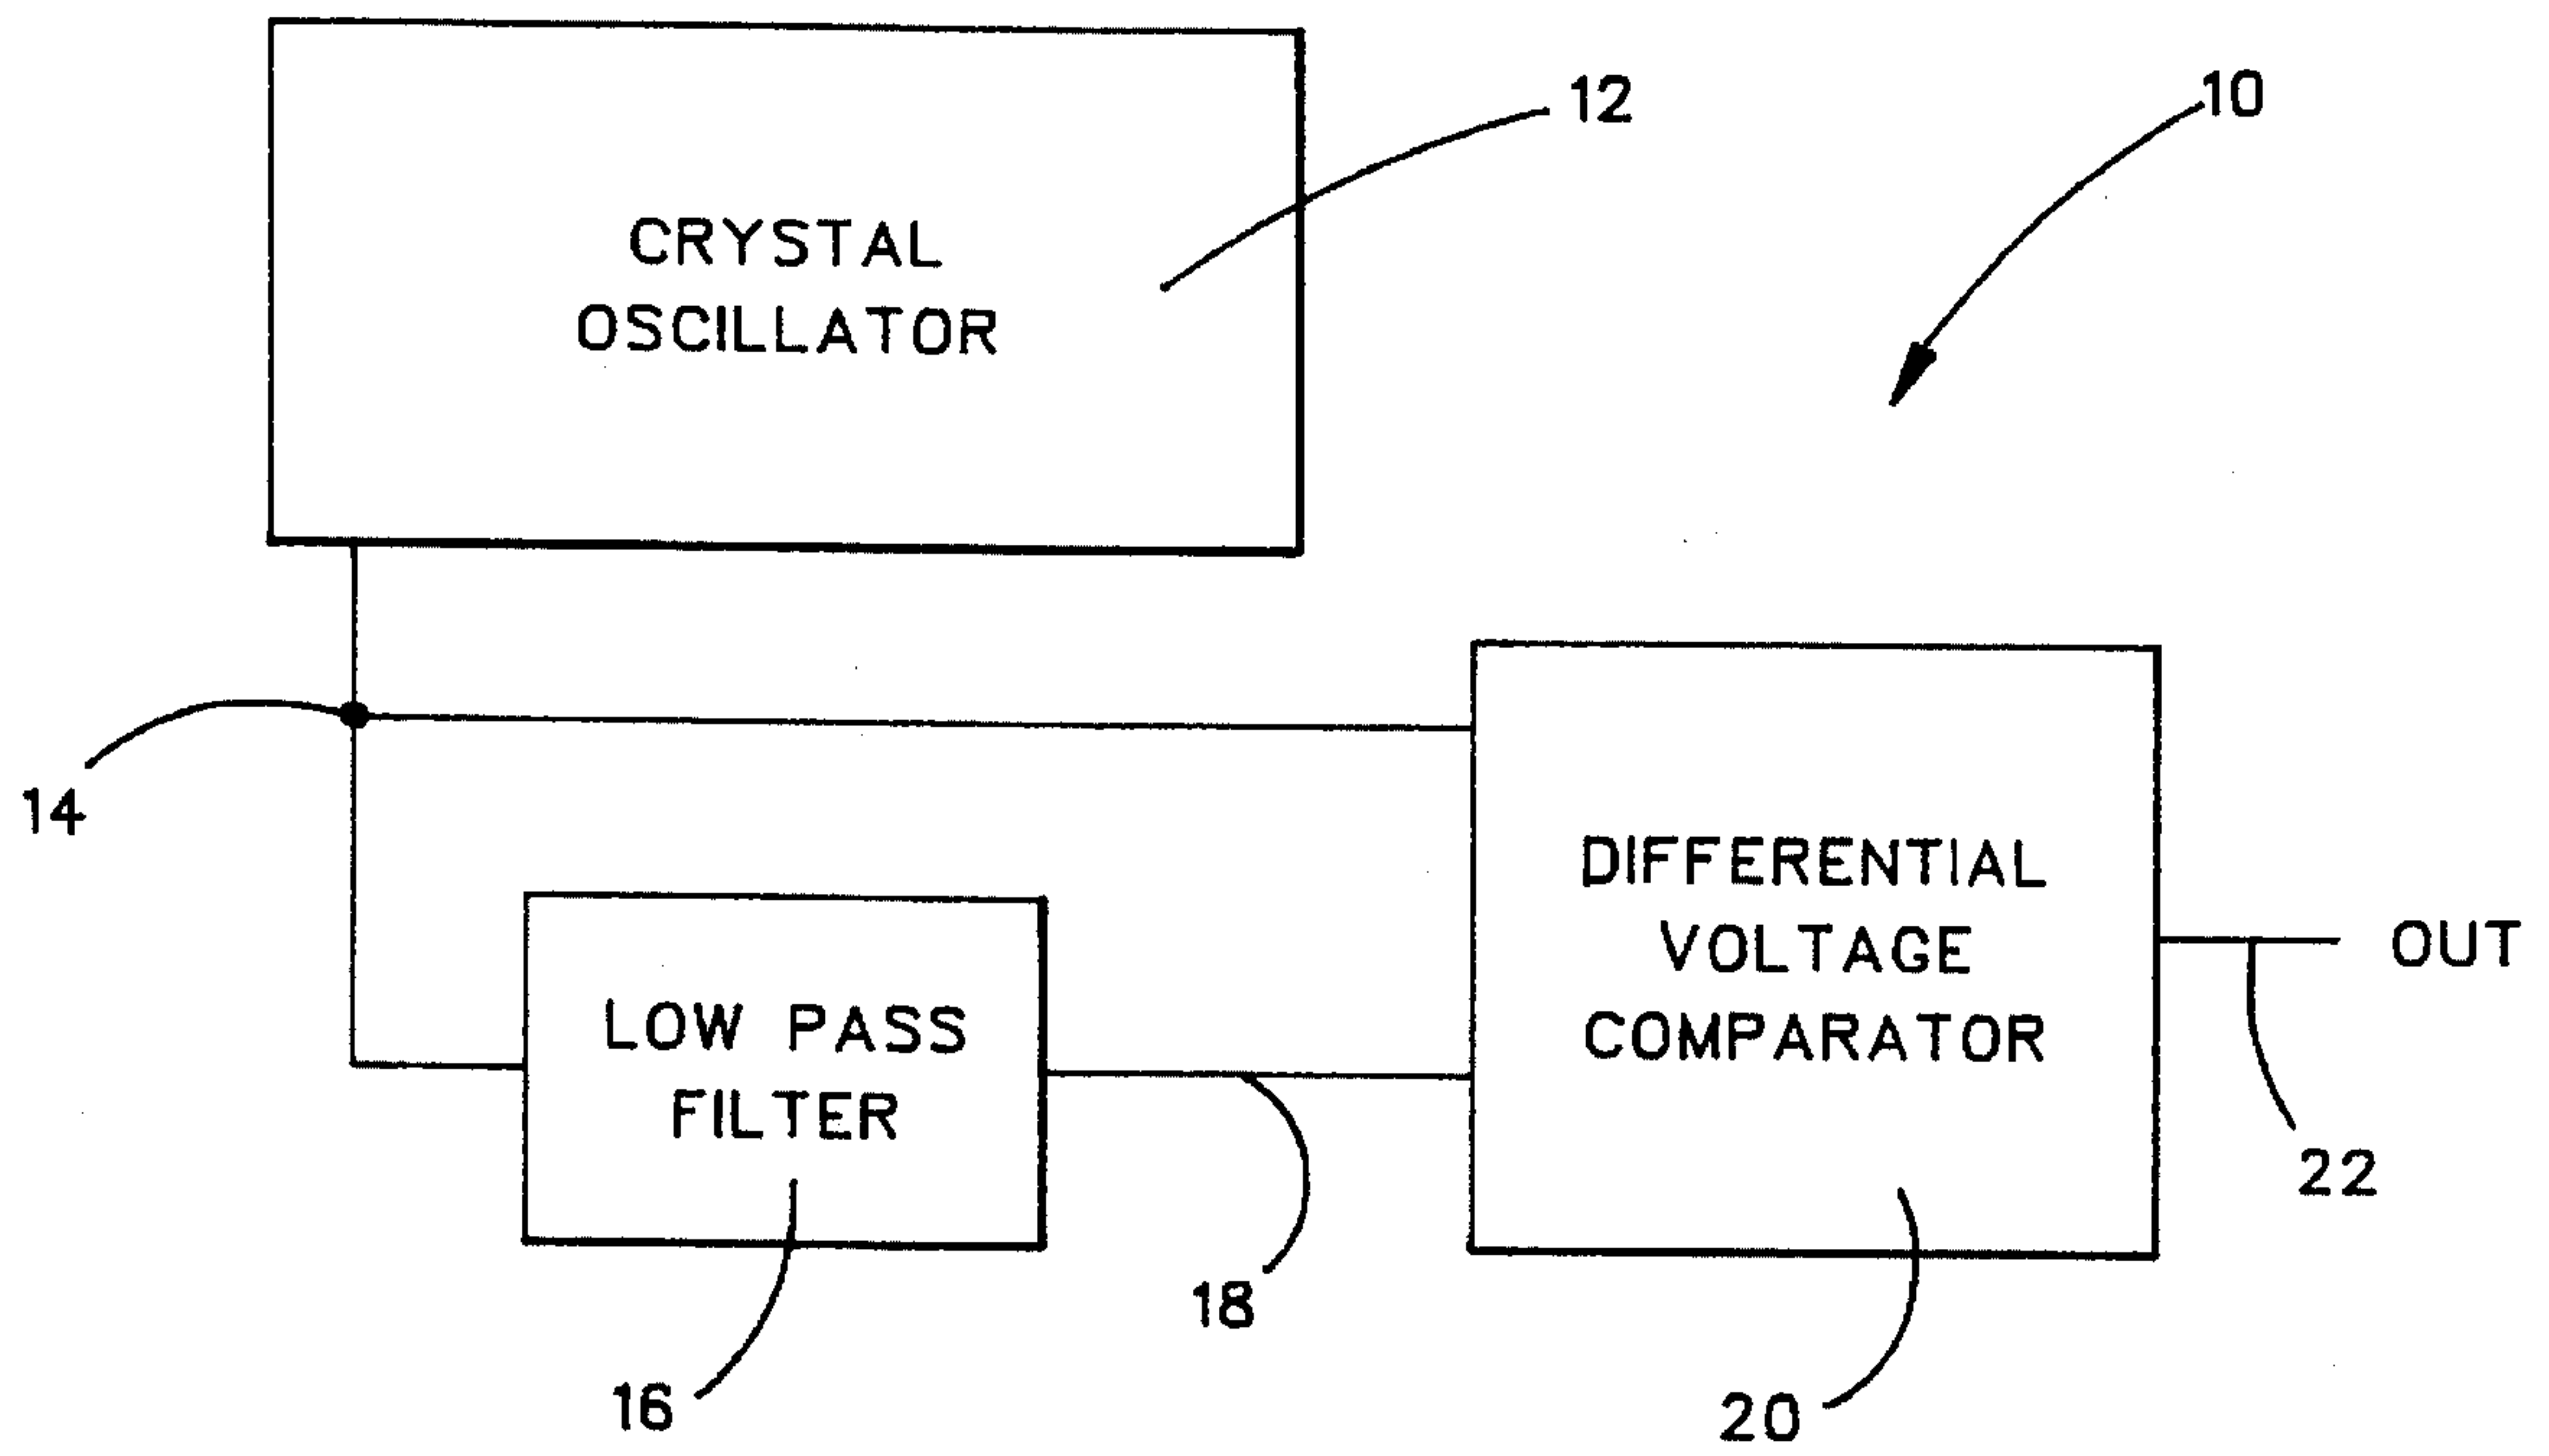 12
10
CRYSTAL
OSCILLATOR
14
DIFFERENTIAL
VOLTAGE
COMPARATOR
OUT
LOW PASS
FILTER
22
18
16
20